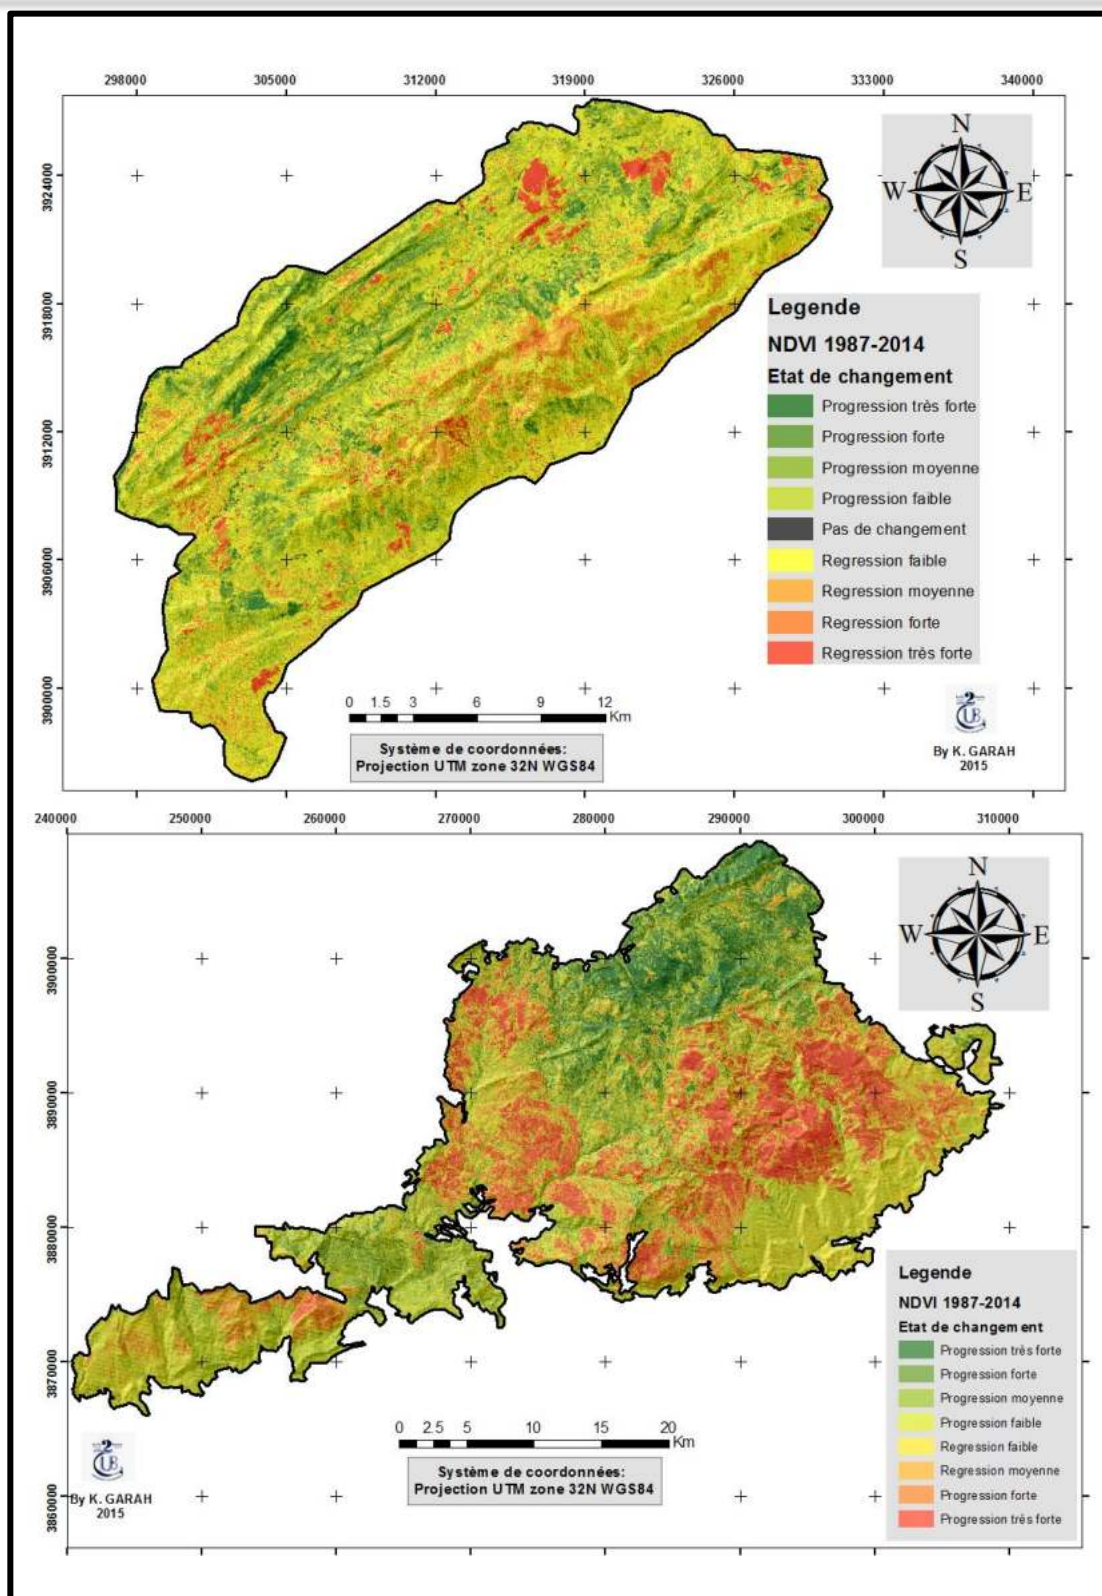 298000 305000 312000 319000 326000 333000 340000
3924000
3918000
3912000
3906000
3900000
N
W E
S
Legende
NDVI 1987-2014
Etat de changement
Progression très forte
Progression forte
Progression moyenne
Progression faible
Pas de changement
Regression faible
Regression moyenne
Regression forte
Regression très forte
0 1.5 3 6 9 12
Km
Système de coordonnées:
Projection UTM zone 32N WGS84
By K. GARAH
2015
240000 250000 260000 270000 280000 290000 300000 310000
3900000
3890000
3880000
3870000
3860000
N
W E
S
Legende
NDVI 1987-2014
Etat de changement
Progression très forte
Progression forte
Progression moyenne
Progression faible
Regression faible
Regression moyenne
Progression forte
Progression très forte
0 2.5 5 10 15 20
Km
Système de coordonnées:
Projection UTM zone 32N WGS84
By K. GARAH
2015